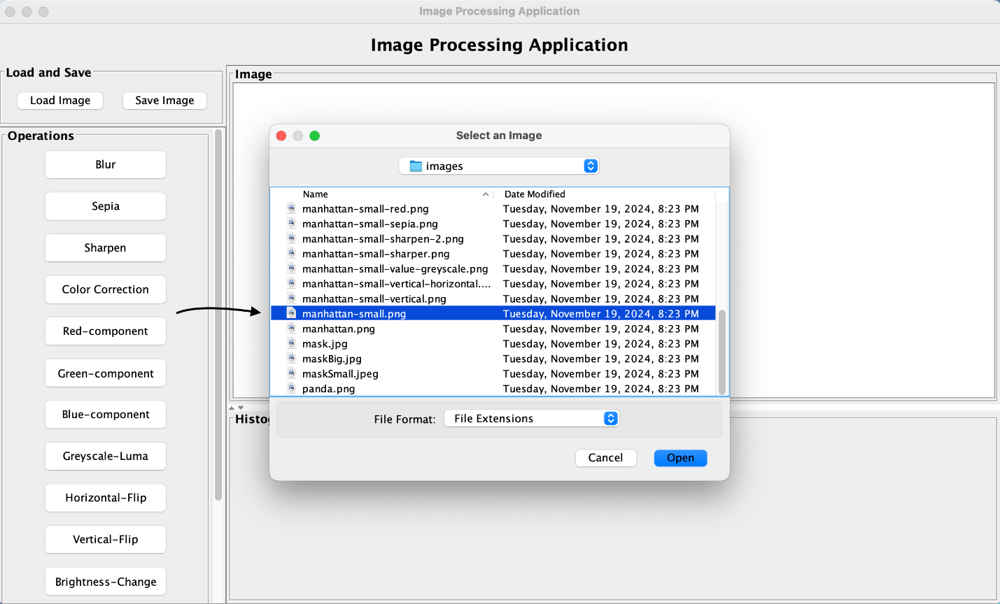 Image Processing Application
Image Processing Application
Load and Save
Load Image Save Image
Operations
Blur
Sepia
Sharpen
Color Correction
Red-component
Green-component
Blue-component
Greyscale-Luma
Horizontal-Flip
Vertical-Flip
Brightness-Change
Image
Select an Image
images
Name Date Modified
manhattan-small-red.png Tuesday, November 19, 2024, 8:23 PM
manhattan-small-sepia.png Tuesday, November 19, 2024, 8:23 PM
manhattan-small-sharpen-2.png Tuesday, November 19, 2024, 8:23 PM
manhattan-small-sharper.png Tuesday, November 19, 2024, 8:23 PM
manhattan-small-value-greyscale.png Tuesday, November 19, 2024, 8:23 PM
manhattan-small-vertical-horizontal.... Tuesday, November 19, 2024, 8:23 PM
manhattan-small-vertical.png Tuesday, November 19, 2024, 8:23 PM
manhattan-small.png Tuesday, November 19, 2024, 8:23 PM
manhattan.png Tuesday, November 19, 2024, 8:23 PM
mask.jpg Tuesday, November 19, 2024, 8:23 PM
maskBig.jpg Tuesday, November 19, 2024, 8:23 PM
maskSmall.jpeg Tuesday, November 19, 2024, 8:23 PM
panda.png Tuesday, November 19, 2024, 8:23 PM
File Format: File Extensions
Cancel Open
Histo